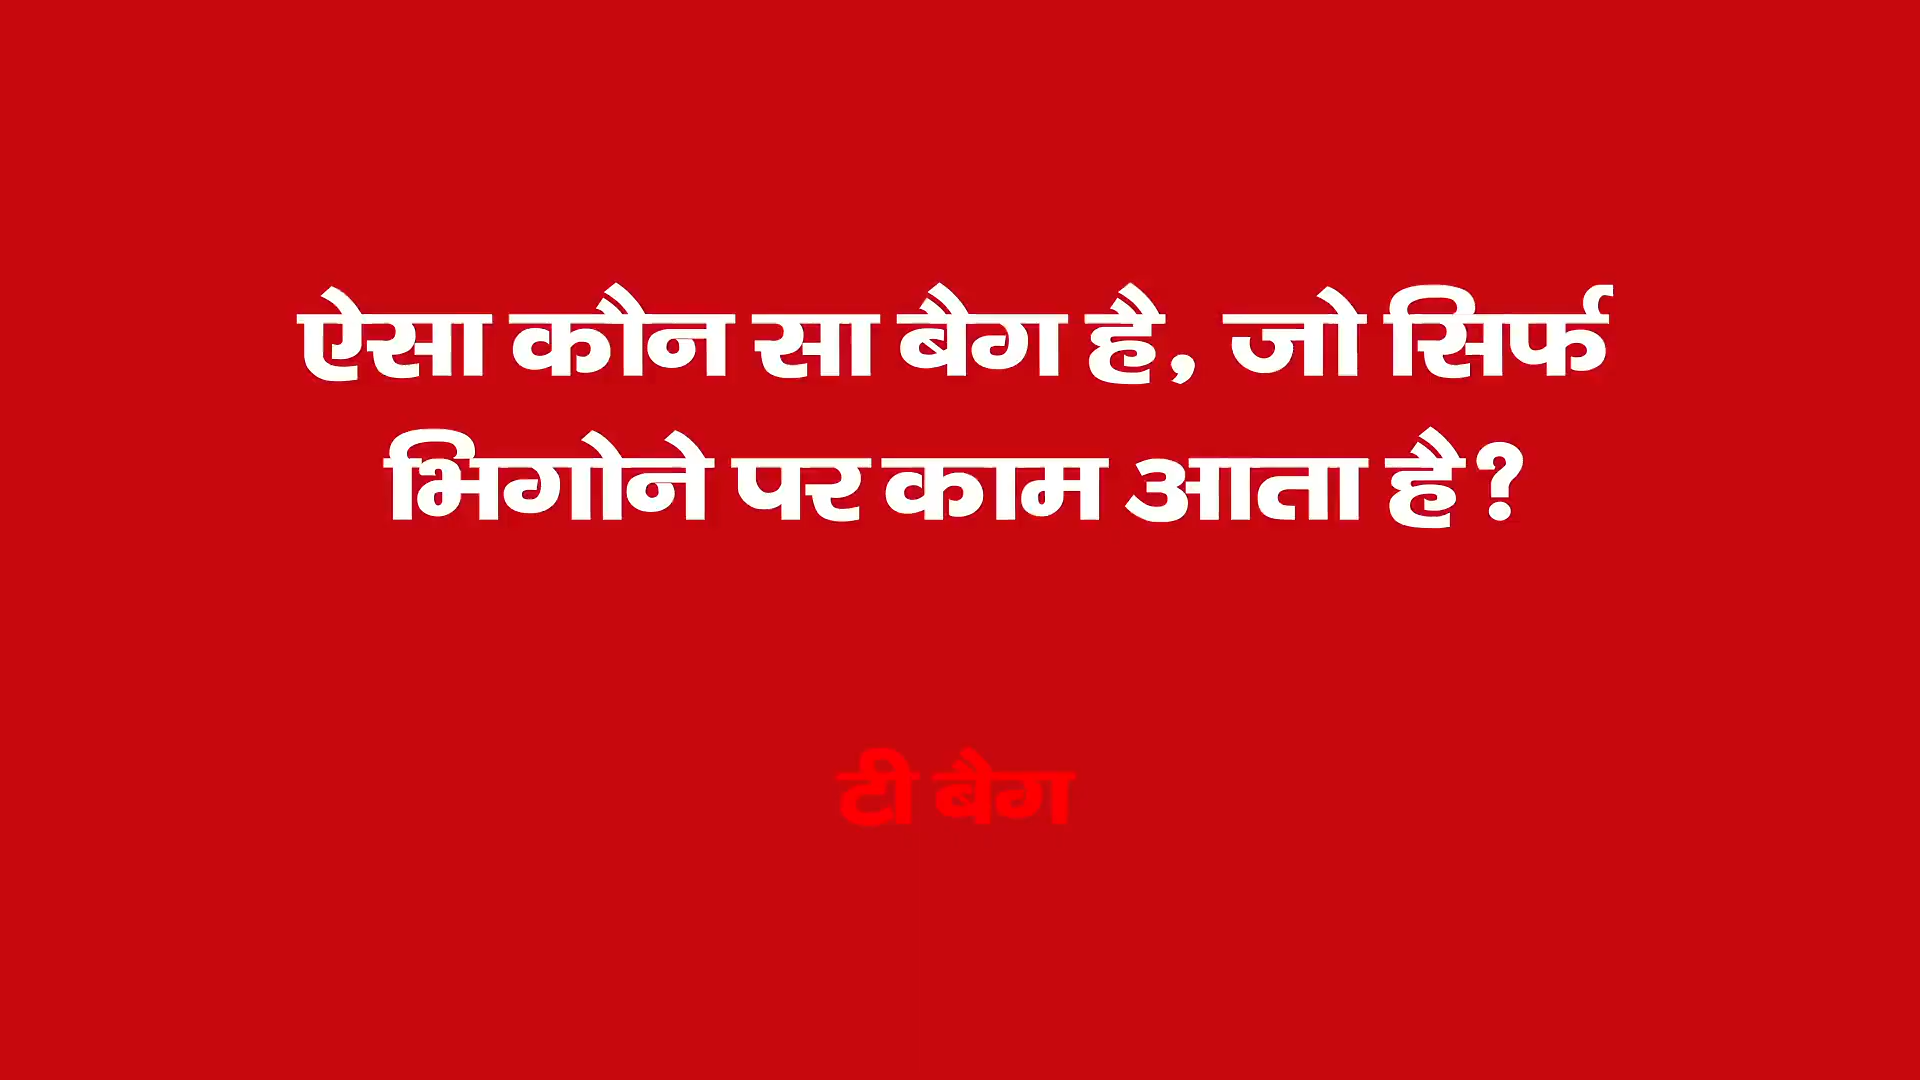 ऐसा कौन सा बैग है, जो सिर्फ
भिगोने पर काम आता है?
टी बैग